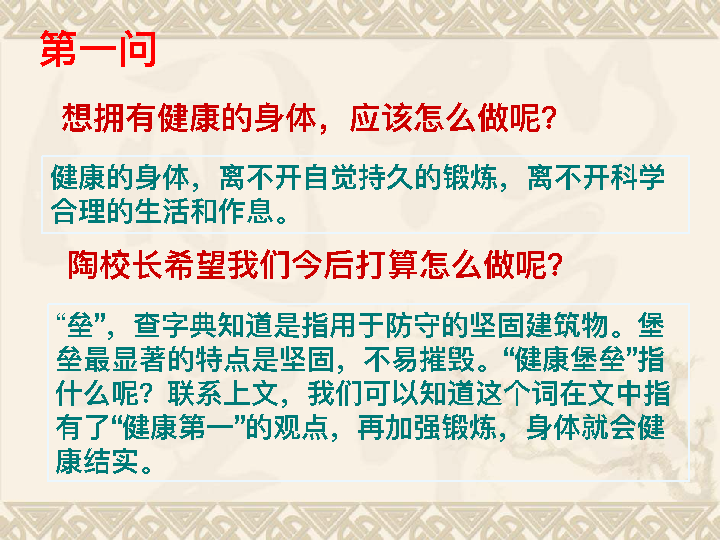 第一问
想拥有健康的身体，应该怎么做呢？
健康的身体，离不开自觉持久的锻炼，离不开科学
合理的生活和作息。
陶校长希望我们今后打算怎么做呢？
“垒”，查字典知道是指用于防守的坚固建筑物。堡
垒最显著的特点是坚固，不易摧毁。“健康堡垒”指
什么呢？联系上文，我们可以知道这个词在文中指
有了“健康第一”的观点，再加强锻炼，身体就会健
康结实。